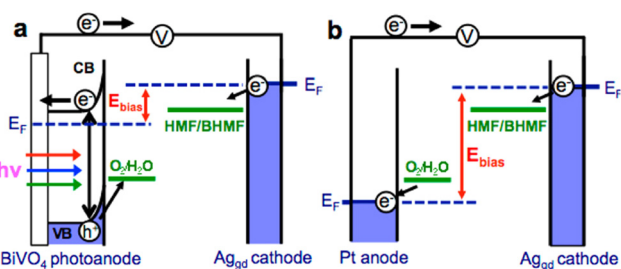 a
e⁻
V
CB
e⁻
E_F
E_bias
HMF/BHMF
e⁻
E_F
hν
O₂/H₂O
VB
h⁺
BiVO₄ photoanode
Ag_gd cathode
b
e⁻
V
E_F
HMF/BHMF
E_bias
e⁻
E_F
O₂/H₂O
e⁻
Pt anode
Ag_gd cathode